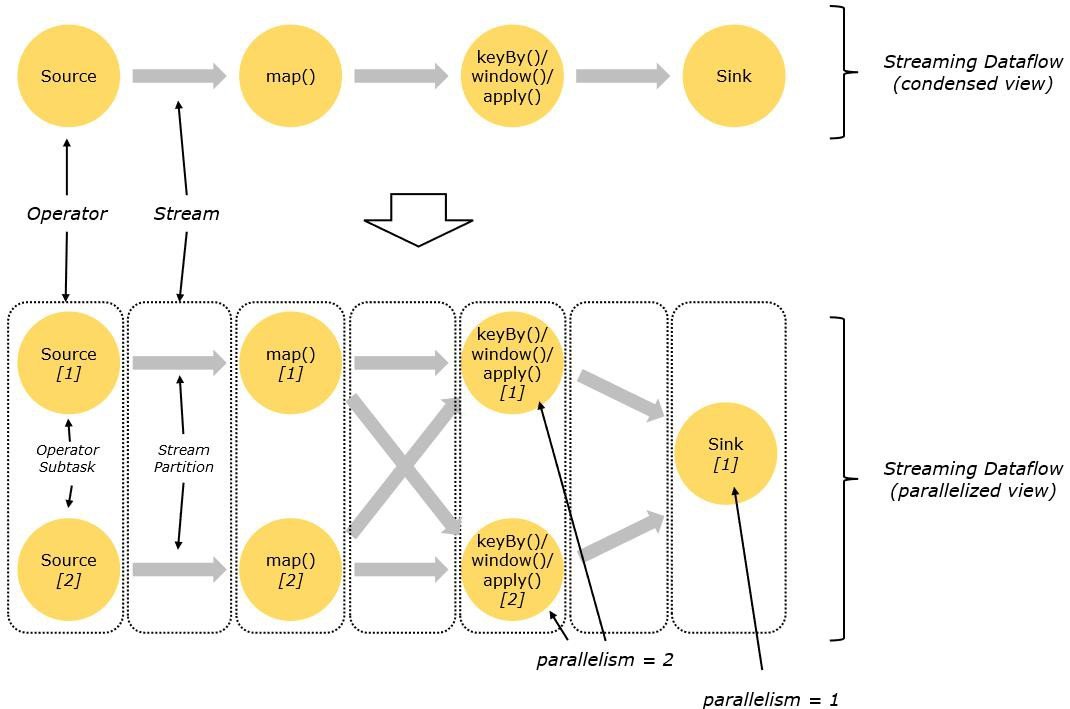 Source
map()
keyBy()/
window()/
apply()
Sink
Streaming Dataflow
(condensed view)
Operator
Stream
Source
[1]
map()
[1]
keyBy()/
window()/
apply()
[1]
Operator
Subtask
Stream
Partition
Sink
[1]
Streaming Dataflow
(parallelized view)
Source
[2]
map()
[2]
keyBy()/
window()/
apply()
[2]
parallelism = 2
parallelism = 1